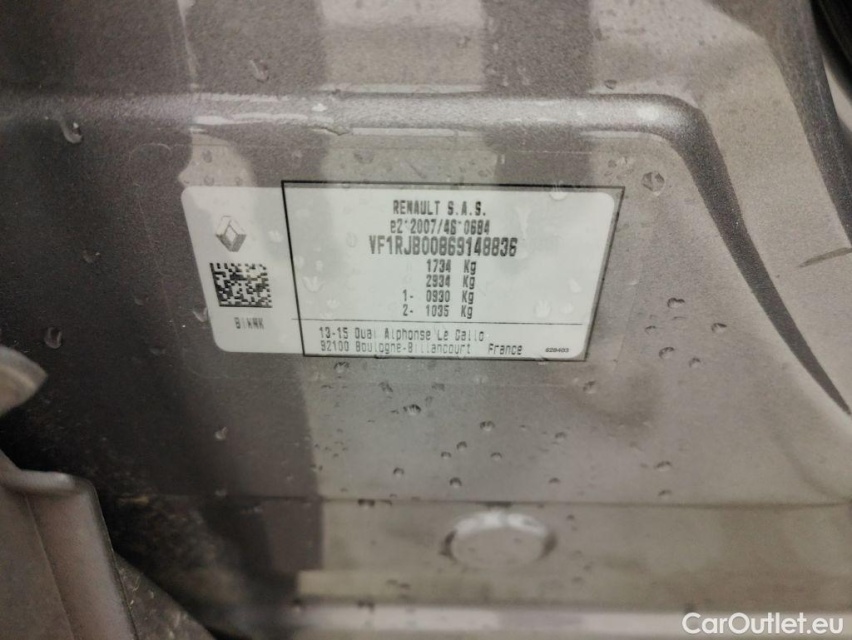 RENAULT S.A.S.
e2*2007/46*0684
VF1RJB00869148836
1734 Kg
2934 Kg
1- 0930 Kg
2- 1035 Kg
13-15 Quai Alphonse Le Gallo
92100 Boulogne-Billancourt France
CarOutlet.eu